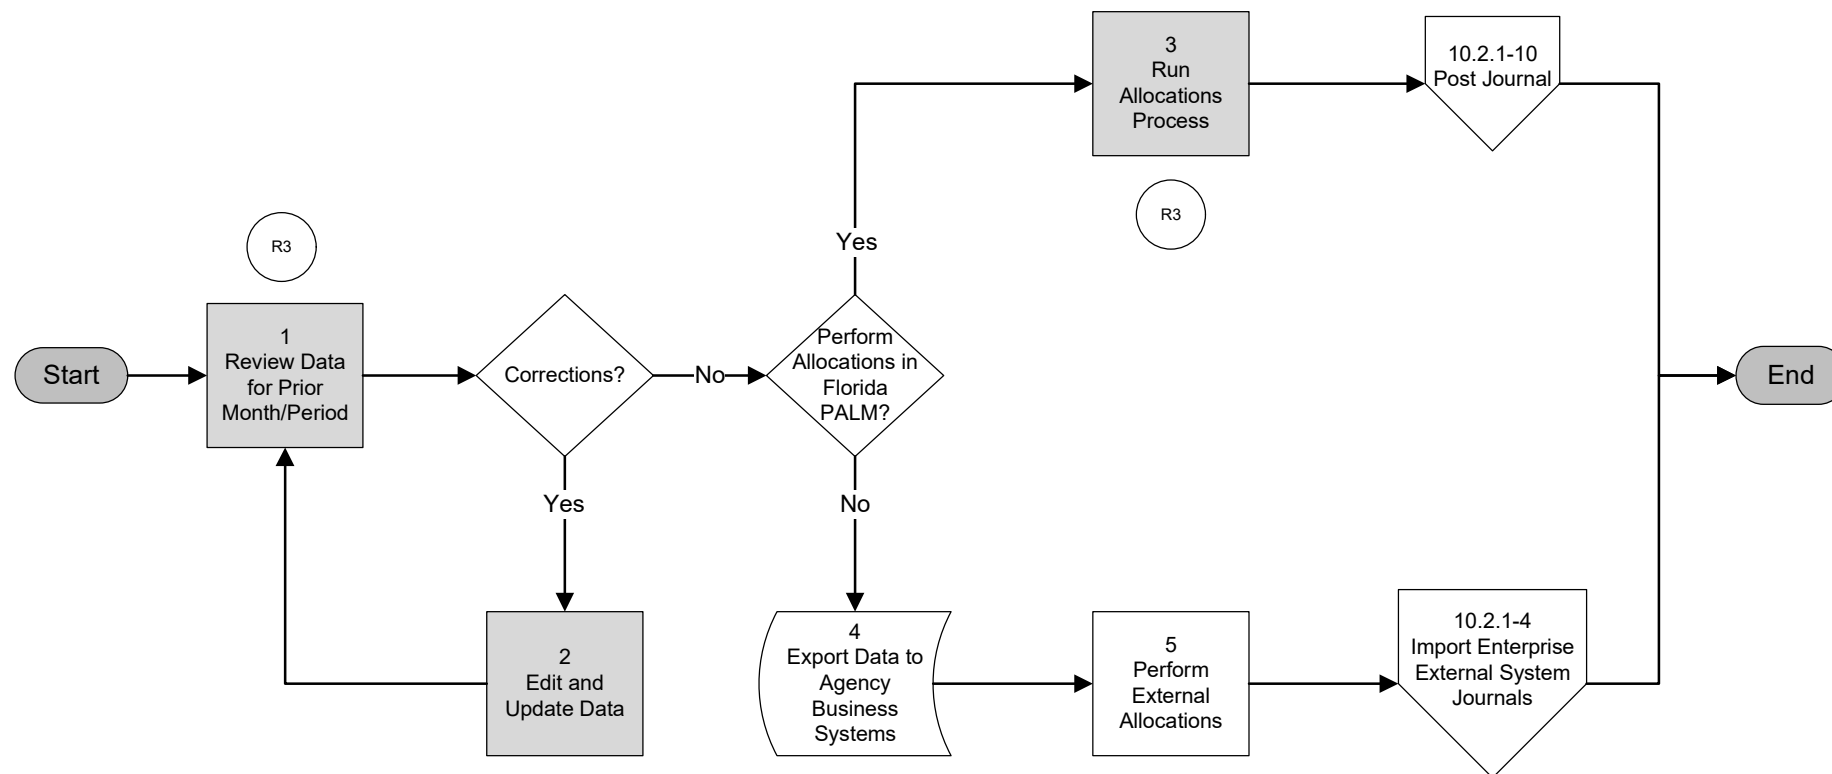 Start
R3
1
Review Data
for Prior
Month/Period
Corrections?
No
Yes
2
Edit and
Update Data
Perform
Allocations in
Florida
PALM?
Yes
3
Run
Allocations
Process
R3
10.2.1-10
Post Journal
No
4
Export Data to
Agency
Business
Systems
5
Perform
External
Allocations
10.2.1-4
Import Enterprise
External System
Journals
End